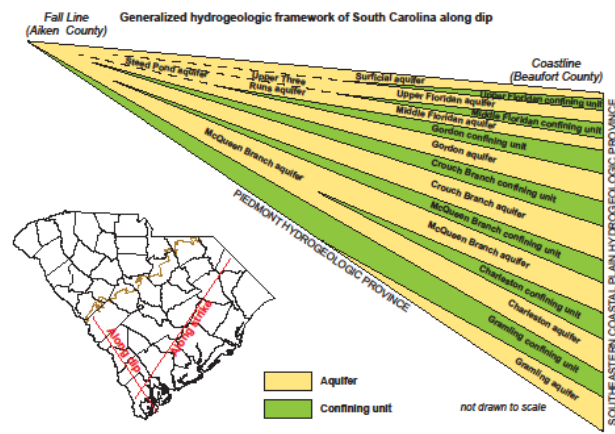 Generalized hydrogeologic framework of South Carolina along dip
Fall Line
(Aiken County)
Coastline
(Beaufort County)
Surficial aquifer
Upper Floridan confining unit
Steed Pond aquifer
Upper Three
Runs aquifer
Upper Floridan aquifer
Middle Floridan confining unit
Middle Floridan aquifer
Gordon confining unit
Gordon aquifer
Crouch Branch confining unit
Crouch Branch aquifer
McQueen Branch confining unit
McQueen Branch aquifer
McQueen Branch aquifer
Charleston confining unit
Charleston aquifer
Gramling confining unit
Gramling aquifer
PIEDMONT HYDROGEOLOGIC PROVINCE
SOUTHEASTERN COASTAL PLAIN HYDROGEOLOGIC PROVINCE
Along dip
Along strike
Aquifer
Confining unit
not drawn to scale